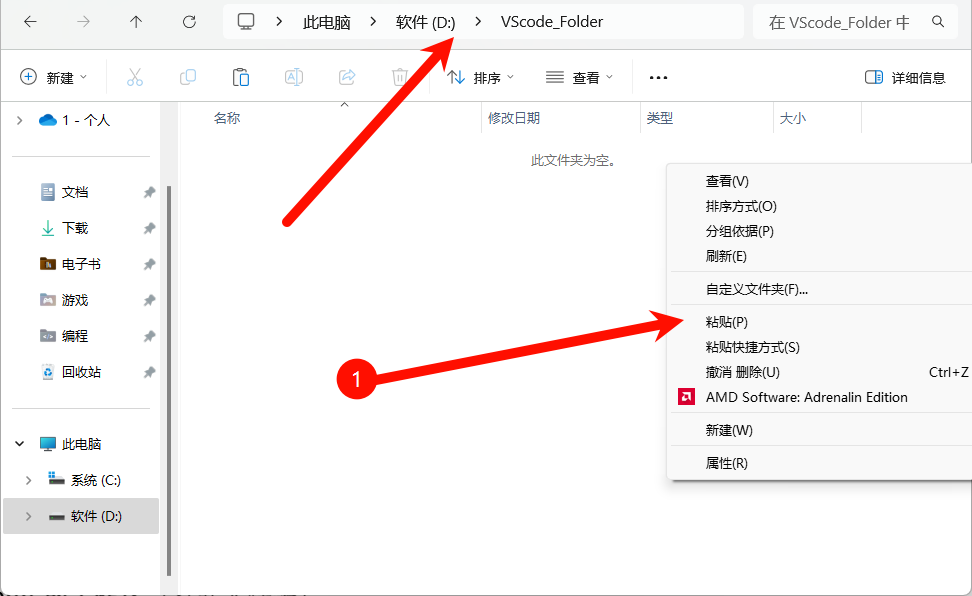 此电脑 软件 (D:) VScode_Folder 在 VScode_Folder 中
新建 排序 查看 详细信息
1 - 个人
名称 修改日期 类型 大小
此文件夹为空。
文档
下载
电子书
游戏
编程
回收站
此电脑
系统 (C:)
软件 (D:)
查看(V)
排序方式(O)
分组依据(P)
刷新(E)
自定义文件夹(F)...
粘贴(P)
粘贴快捷方式(S)
撤消 删除(U) Ctrl+Z
AMD Software: Adrenalin Edition
新建(W)
属性(R)
1